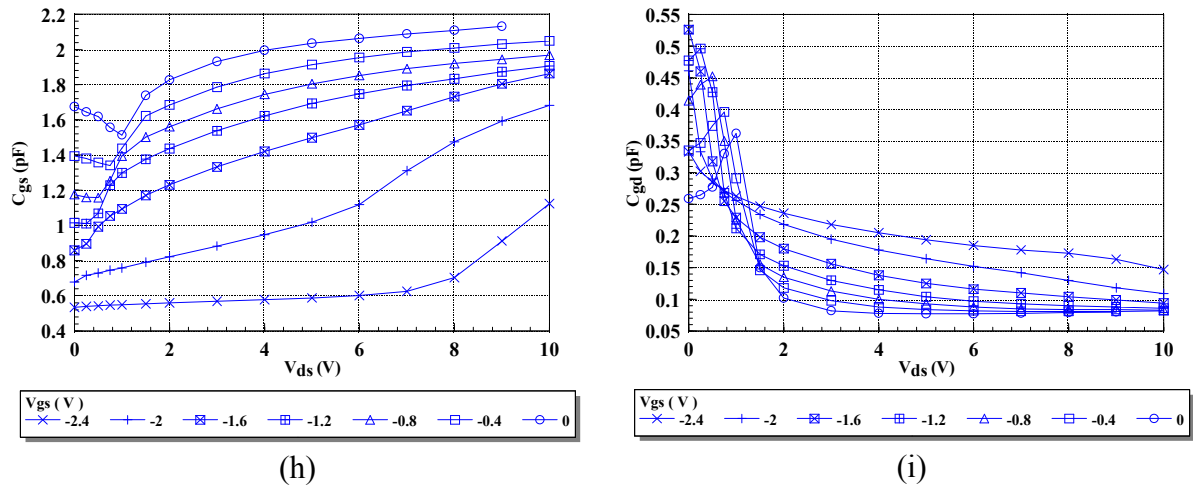 2.2
2
1.8
1.6
1.4
1.2
1
0.8
0.6
0.4
Cgs (pF)
0 2 4 6 8 10
Vds (V)
Vgs ( V )
-2.4 -2 -1.6 -1.2 -0.8 -0.4 0
(h)
0.55
0.5
0.45
0.4
0.35
0.3
0.25
0.2
0.15
0.1
0.05
Cgd (pF)
0 2 4 6 8 10
Vds (V)
Vgs ( V )
-2.4 -2 -1.6 -1.2 -0.8 -0.4 0
(i)